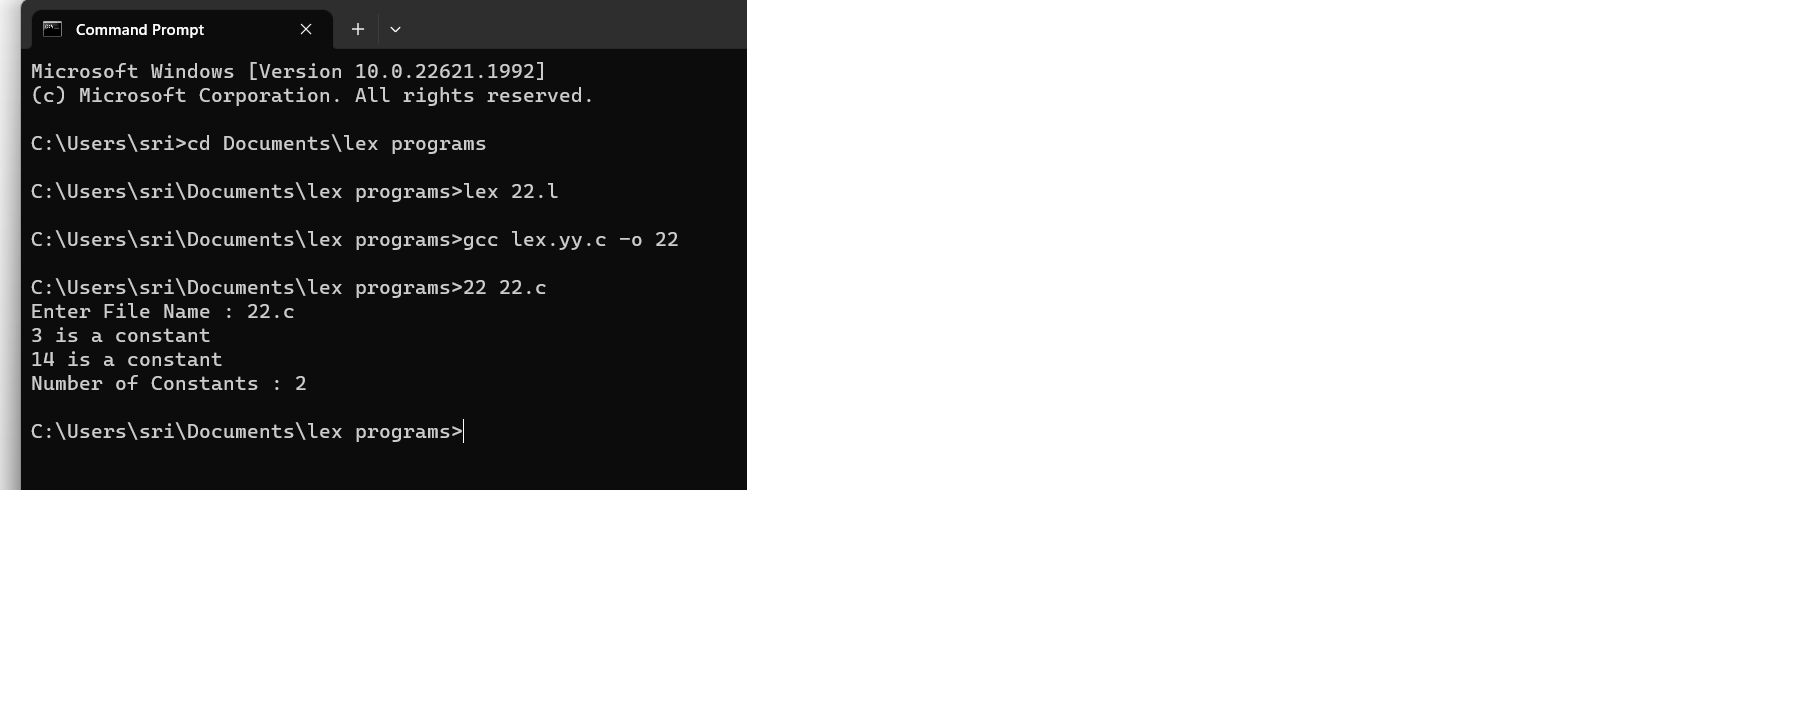 Command Prompt
Microsoft Windows [Version 10.0.22621.1992]
(c) Microsoft Corporation. All rights reserved.
C:\Users\sri>cd Documents\lex programs
C:\Users\sri\Documents\lex programs>lex 22.l
C:\Users\sri\Documents\lex programs>gcc lex.yy.c -o 22
C:\Users\sri\Documents\lex programs>22 22.c
Enter File Name : 22.c
3 is a constant
14 is a constant
Number of Constants : 2
C:\Users\sri\Documents\lex programs>